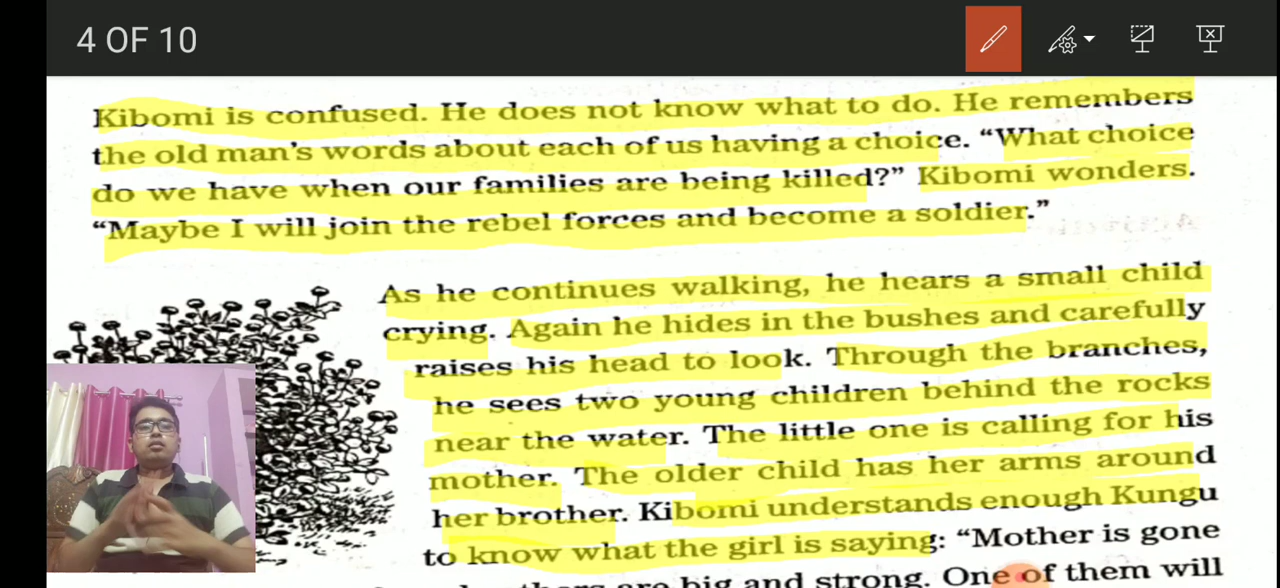 4 OF 10
Kibomi is confused. He does not know what to do. He remembers
the old man's words about each of us having a choice. “What choice
do we have when our families are being killed?” Kibomi wonders.
“Maybe I will join the rebel forces and become a soldier.”
As he continues walking, he hears a small child
crying. Again he hides in the bushes and carefully
raises his head to look. Through the branches,
he sees two young children behind the rocks
near the water. The little one is calling for his
mother. The older child has her arms around
her brother. Kibomi understands enough Kungu
to know what the girl is saying: “Mother is gone
are big and strong. One of them will